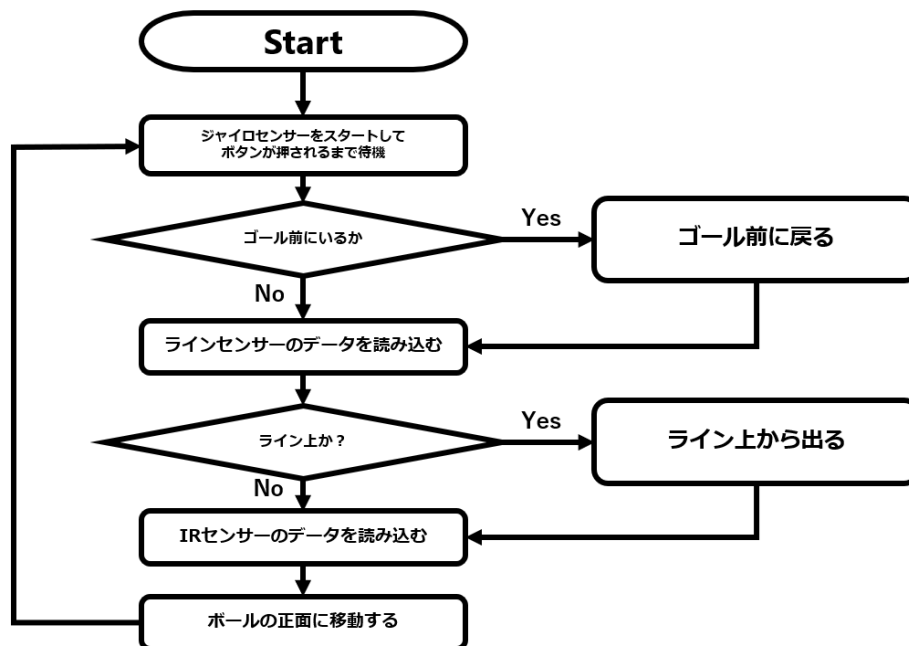 Start
ジャイロセンサーをスタートして
ボタンが押されるまで待機
ゴール前にいるか
Yes
ゴール前に戻る
No
ラインセンサーのデータを読み込む
ライン上か？
Yes
ライン上から出る
No
IRセンサーのデータを読み込む
ボールの正面に移動する